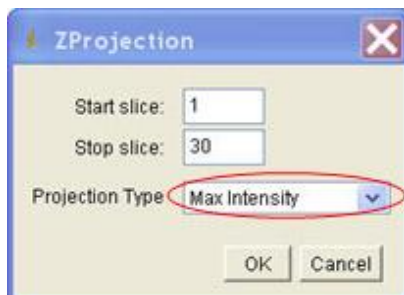 ZProjection
Start slice: 1
Stop slice: 30
Projection Type Max Intensity
OK Cancel